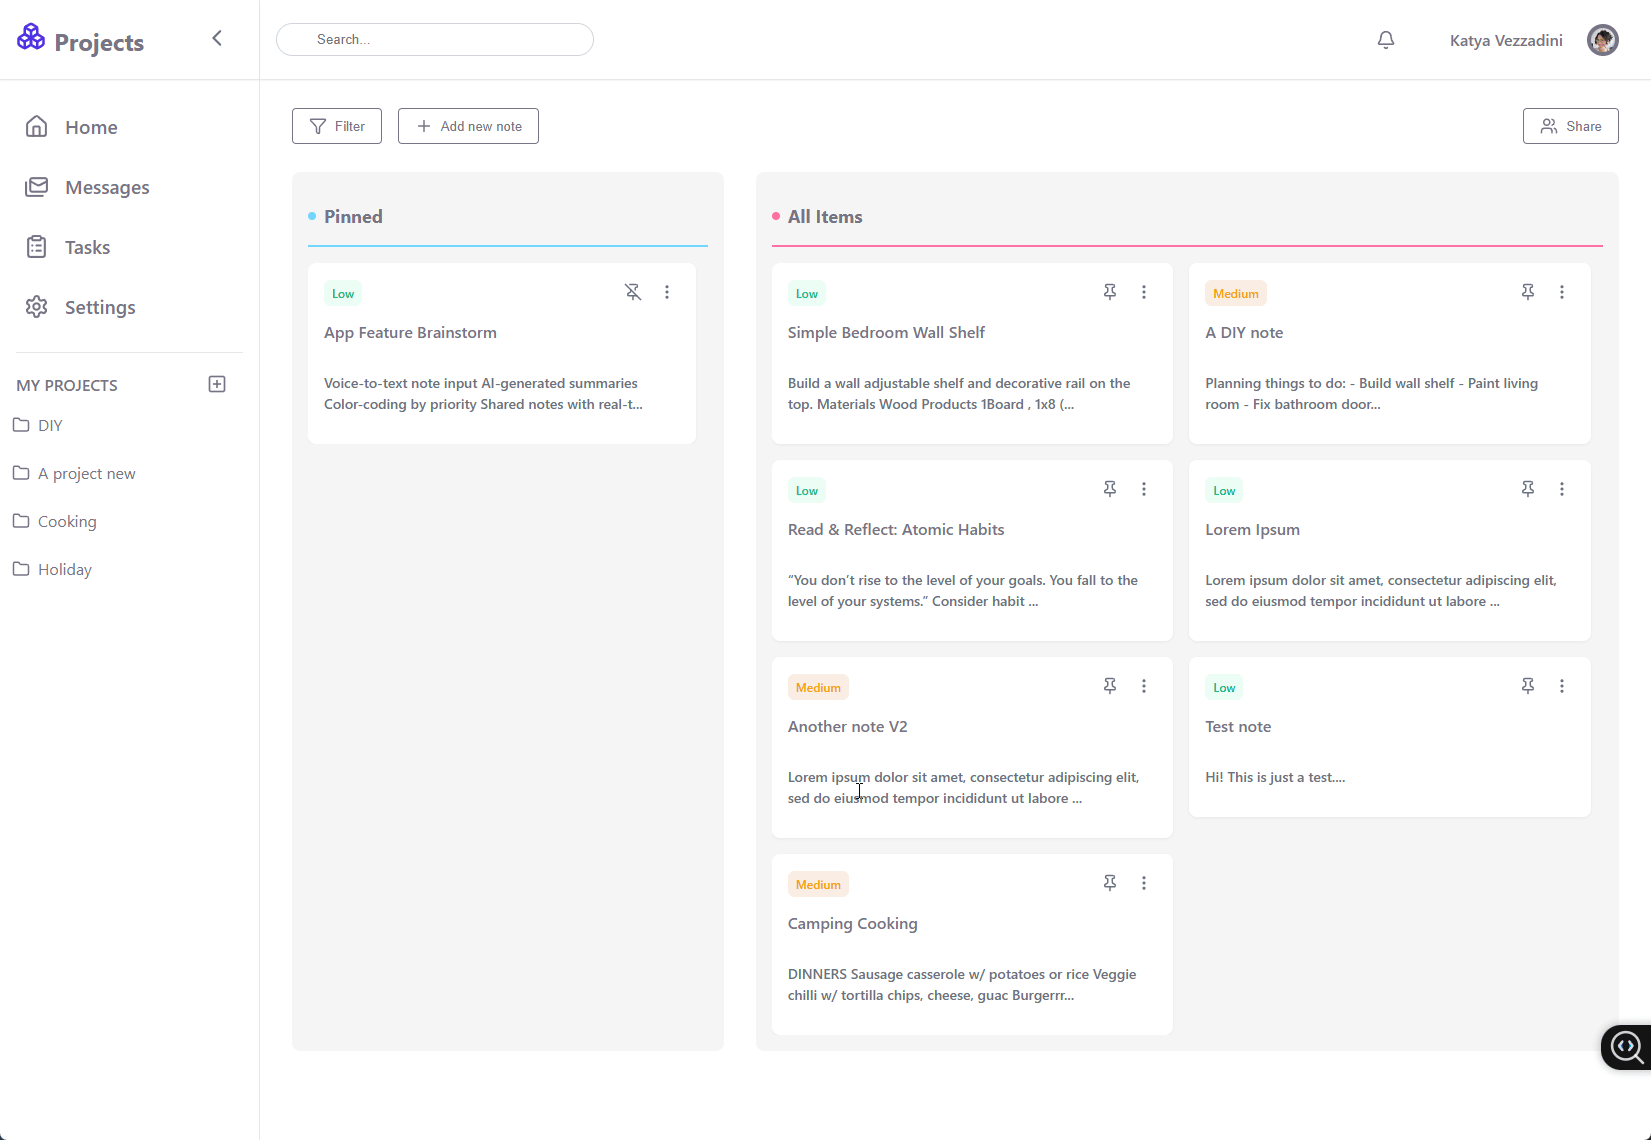 Projects
Search...
Katya Vezzadini
Home
Messages
Tasks
Settings
MY PROJECTS
DIY
A project new
Cooking
Holiday
Filter
Add new note
Share
Pinned
Low
App Feature Brainstorm
Voice-to-text note input AI-generated summaries
Color-coding by priority Shared notes with real-t...
All Items
Low
Simple Bedroom Wall Shelf
Build a wall adjustable shelf and decorative rail on the
top. Materials Wood Products 1Board , 1x8 (...
Medium
A DIY note
Planning things to do: - Build wall shelf - Paint living
room - Fix bathroom door...
Low
Read & Reflect: Atomic Habits
“You don’t rise to the level of your goals. You fall to the
level of your systems.” Consider habit ...
Low
Lorem Ipsum
Lorem ipsum dolor sit amet, consectetur adipiscing elit,
sed do eiusmod tempor incididunt ut labore ...
Medium
Another note V2
Lorem ipsum dolor sit amet, consectetur adipiscing elit,
sed do eiusmod tempor incididunt ut labore ...
Low
Test note
Hi! This is just a test....
Medium
Camping Cooking
DINNERS Sausage casserole w/ potatoes or rice Veggie
chilli w/ tortilla chips, cheese, guac Burgerrr...